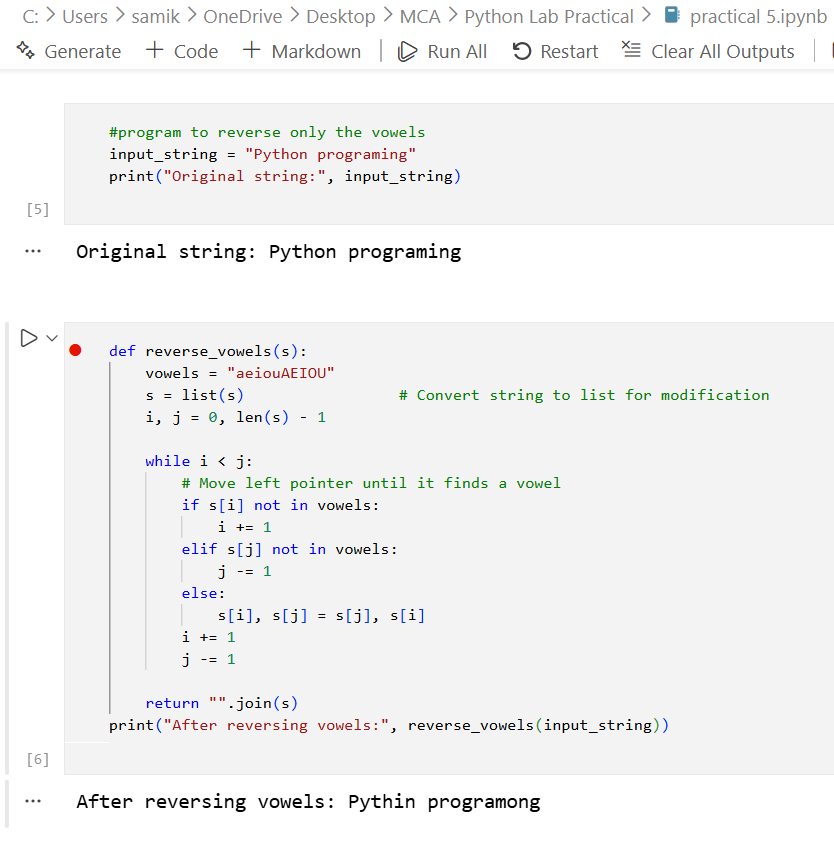 C: > Users > samik > OneDrive > Desktop > MCA > Python Lab Practical > practical 5.ipynb
Generate + Code + Markdown | Run All Restart Clear All Outputs
#program to reverse only the vowels
input_string = "Python programing"
print("Original string:", input_string)
[5]
... Original string: Python programing
def reverse_vowels(s):
    vowels = "aeiouAEIOU"
    s = list(s)                 # Convert string to list for modification
    i, j = 0, len(s) - 1
    while i < j:
        # Move left pointer until it finds a vowel
        if s[i] not in vowels:
            i += 1
        elif s[j] not in vowels:
            j -= 1
        else:
            s[i], s[j] = s[j], s[i]
        i += 1
        j -= 1
    return "".join(s)
print("After reversing vowels:", reverse_vowels(input_string))
[6]
... After reversing vowels: Pythin programong